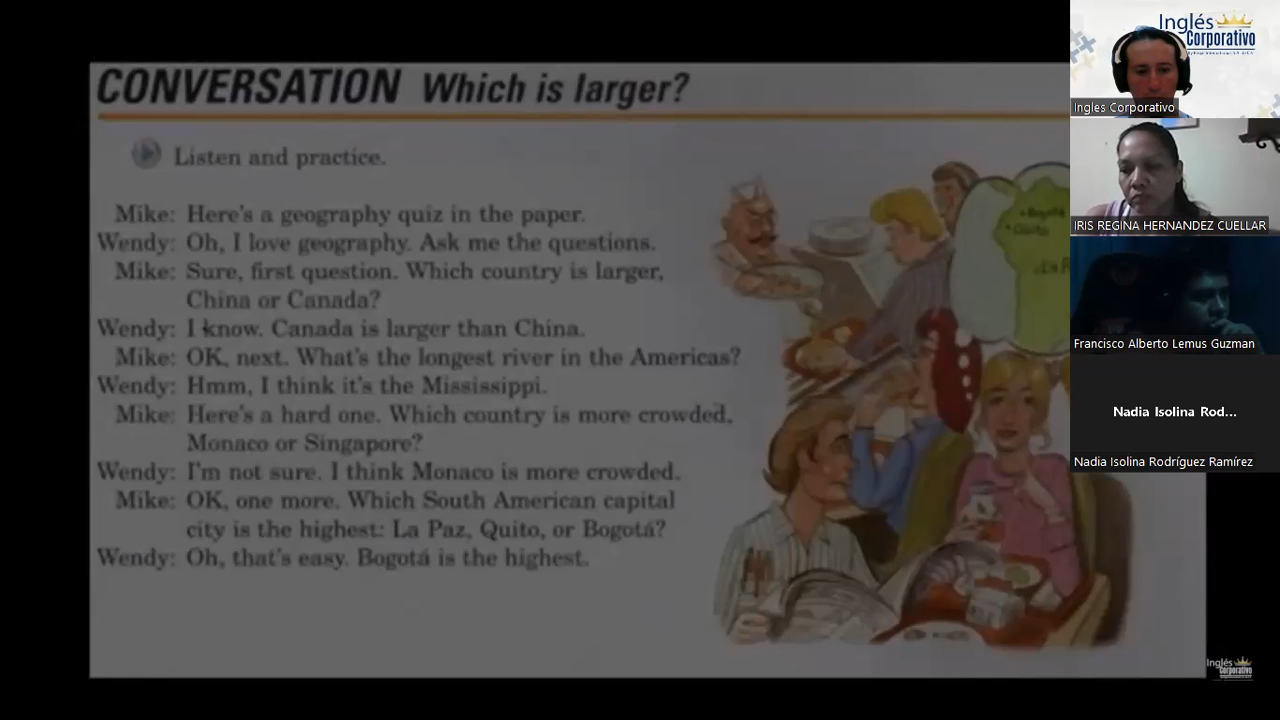 CONVERSATION Which is larger?
Listen and practice.
Mike: Here's a geography quiz in the paper.
Wendy: Oh, I love geography. Ask me the questions.
Mike: Sure, first question. Which country is larger,
China or Canada?
Wendy: I know. Canada is larger than China.
Mike: OK, next. What's the longest river in the Americas?
Wendy: Hmm, I think it's the Mississippi.
Mike: Here's a hard one. Which country is more crowded,
Monaco or Singapore?
Wendy: I'm not sure. I think Monaco is more crowded.
Mike: OK, one more. Which South American capital
city is the highest: La Paz, Quito, or Bogotá?
Wendy: Oh, that's easy. Bogotá is the highest.
Bogotá
Quito
La P
Inglés
Corporativo
Ingles Corporativo
IRIS REGINA HERNANDEZ CUELLAR
Francisco Alberto Lemus Guzman
Nadia Isolina Rod...
Nadia Isolina Rodríguez Ramírez
Inglés
Corporativo